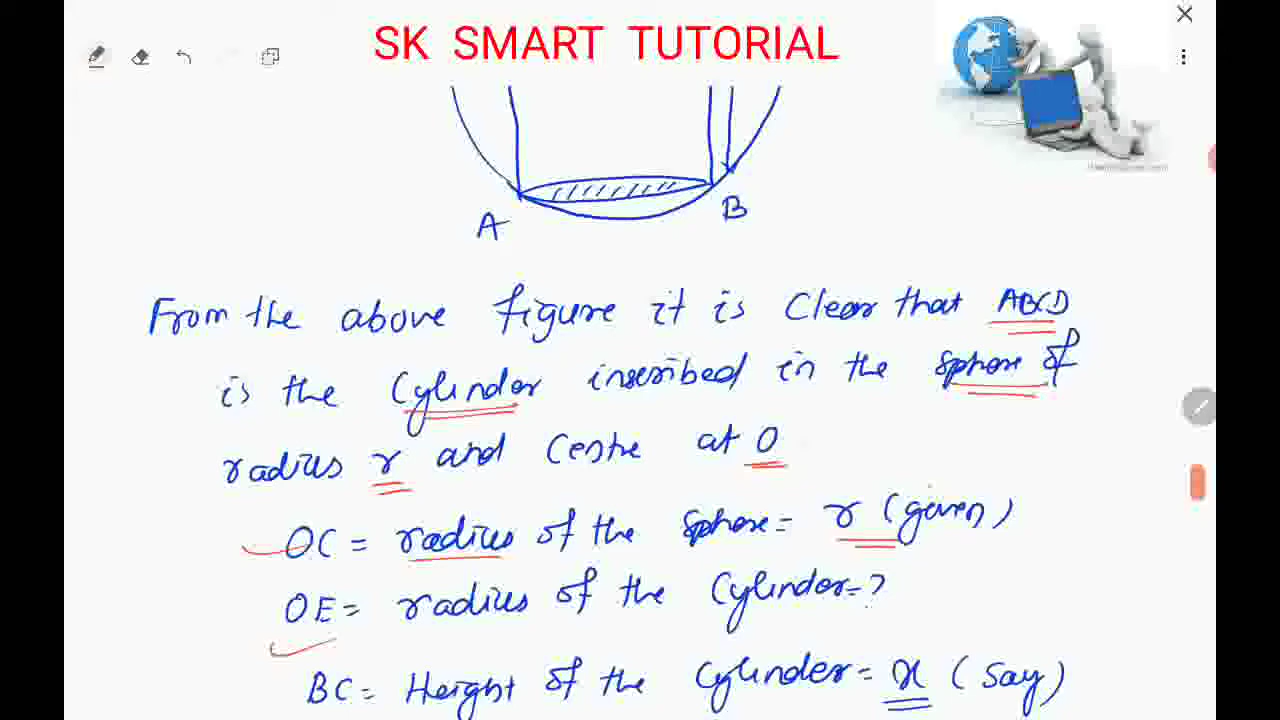 SK SMART TUTORIAL
A
B
From the above figure it is Clear that ABCD
is the Cylinder inscribed in the sphere of
radius r and Centre at O
OC = radius of the sphere = r (given)
OE = radius of the Cylinder = ?
BC = Height of the Cylinder = x (say)